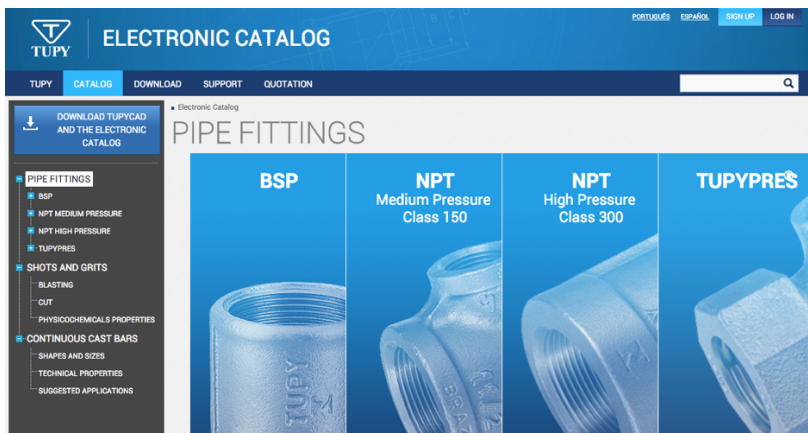 PORTUGUÊS ESPAÑOL SIGN UP LOG IN
TUPY
ELECTRONIC CATALOG
TUPY CATALOG DOWNLOAD SUPPORT QUOTATION
DOWNLOAD TUPYCAD
AND THE ELECTRONIC
CATALOG
PIPE FITTINGS
BSP
NPT MEDIUM PRESSURE
NPT HIGH PRESSURE
TUPYPRES
SHOTS AND GRITS
BLASTING
CUT
PHYSICOCHEMICALS PROPERTIES
CONTINUOUS CAST BARS
SHAPES AND SIZES
TECHNICAL PROPERTIES
SUGGESTED APPLICATIONS
Electronic Catalog
PIPE FITTINGS
BSP
TUPY
NPT
Medium Pressure
Class 150
BRAZ
NPT
High Pressure
Class 300
TUPYPRES